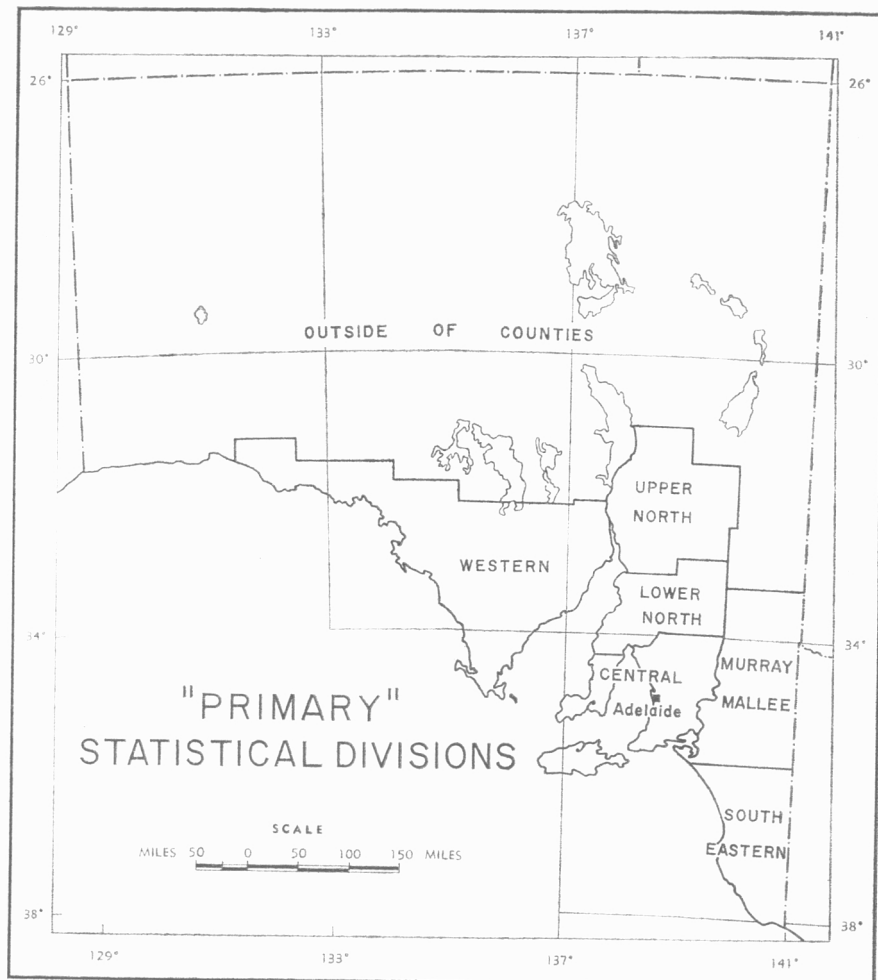 129° 133° 137° 141°
26° 26°
OUTSIDE OF COUNTIES
30° 30°
UPPER
NORTH
WESTERN
LOWER
NORTH
34° 34°
CENTRAL
MURRAY
MALLEE
Adelaide
"PRIMARY"
STATISTICAL DIVISIONS
SOUTH
EASTERN
SCALE
MILES 50 0 50 100 150 MILES
38° 38°
129° 133° 137° 141°